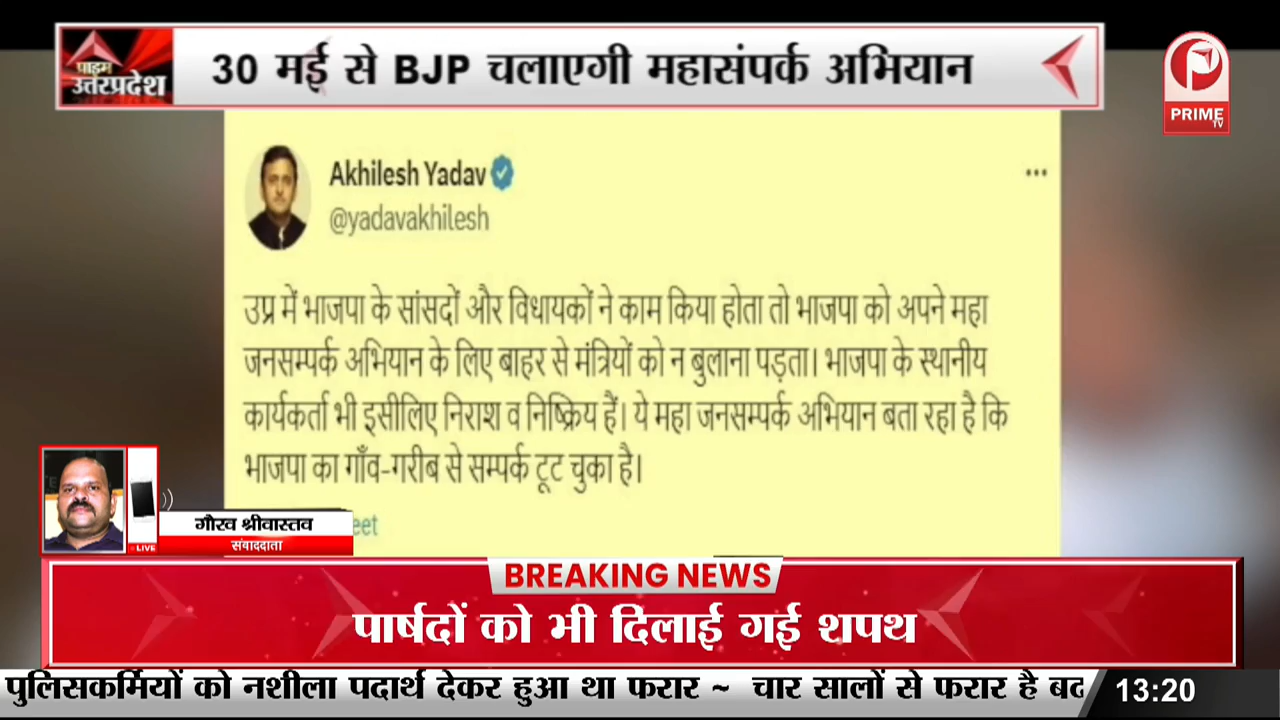 प्राइम
उत्तरप्रदेश
30 मई से BJP चलाएगी महासंपर्क अभियान
PRIME
TV
Akhilesh Yadav
@yadavakhilesh
उप्र में भाजपा के सांसदों और विधायकों ने काम किया होता तो भाजपा को अपने महा
जनसम्पर्क अभियान के लिए बाहर से मंत्रियों को न बुलाना पड़ता। भाजपा के स्थानीय
कार्यकर्ता भी इसीलिए निराश व निष्क्रिय हैं। ये महा जनसम्पर्क अभियान बता रहा है कि
भाजपा का गाँव-गरीब से सम्पर्क टूट चुका है।
eet
LIVE
गौरव श्रीवास्तव
संवाददाता
BREAKING NEWS
पार्षदों को भी दिलाई गई शपथ
पुलिसकर्मियों को नशीला पदार्थ देकर हुआ था फरार ~ चार सालों से फरार है बद
13:20